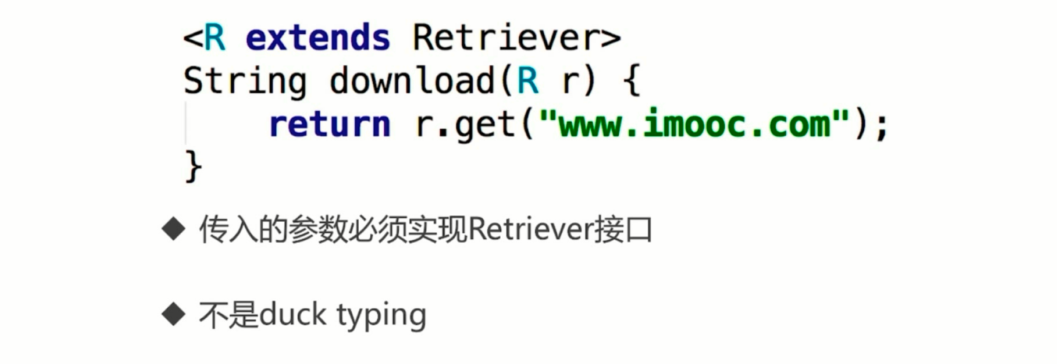 <R extends Retriever>
String download(R r) {
    return r.get("www.imooc.com");
}
◆ 传入的参数必须实现Retriever接口
◆ 不是duck typing